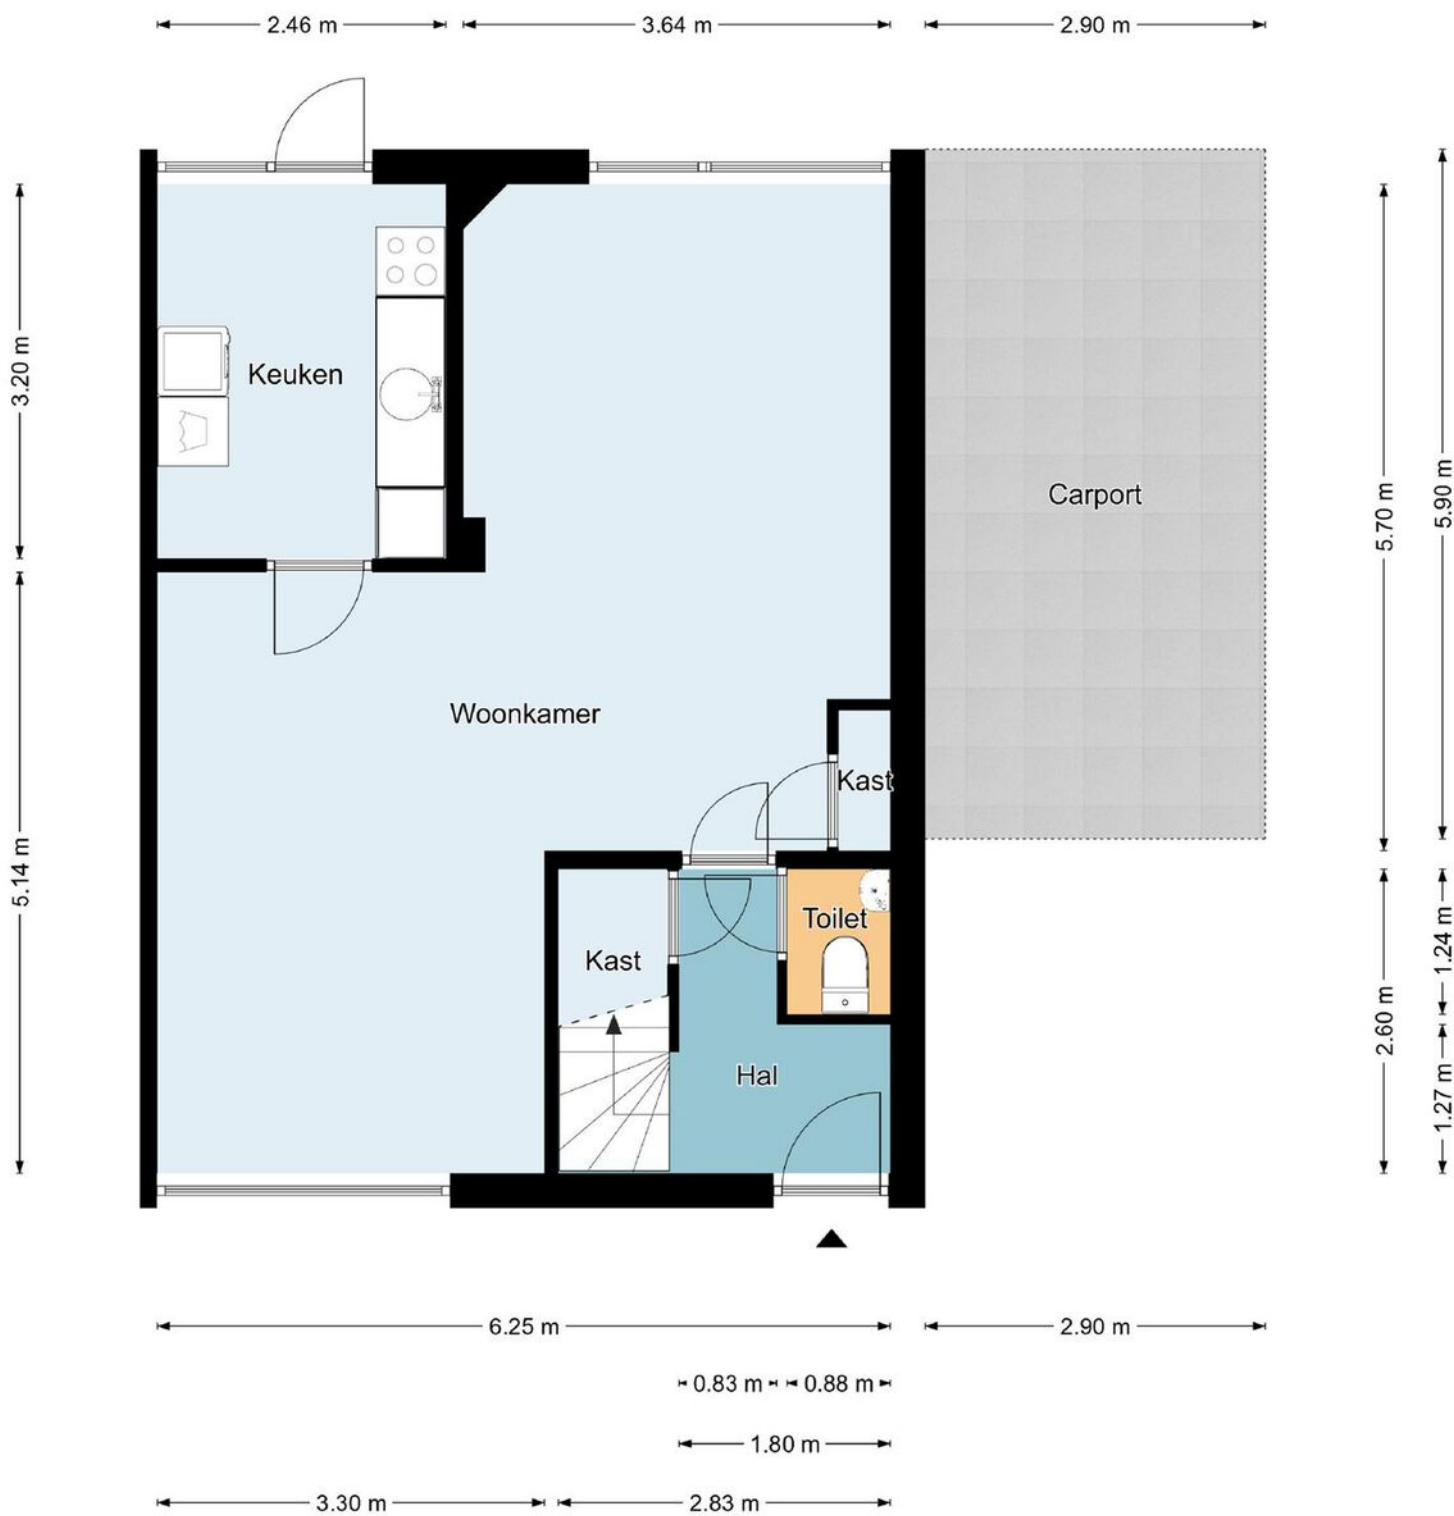 2.46 m
3.64 m
2.90 m
3.20 m
5.14 m
Keuken
Carport
Woonkamer
Kast
Kast
Toilet
Hal
5.70 m
5.90 m
2.60 m
1.24 m
1.27 m
6.25 m
2.90 m
0.83 m
0.88 m
1.80 m
3.30 m
2.83 m